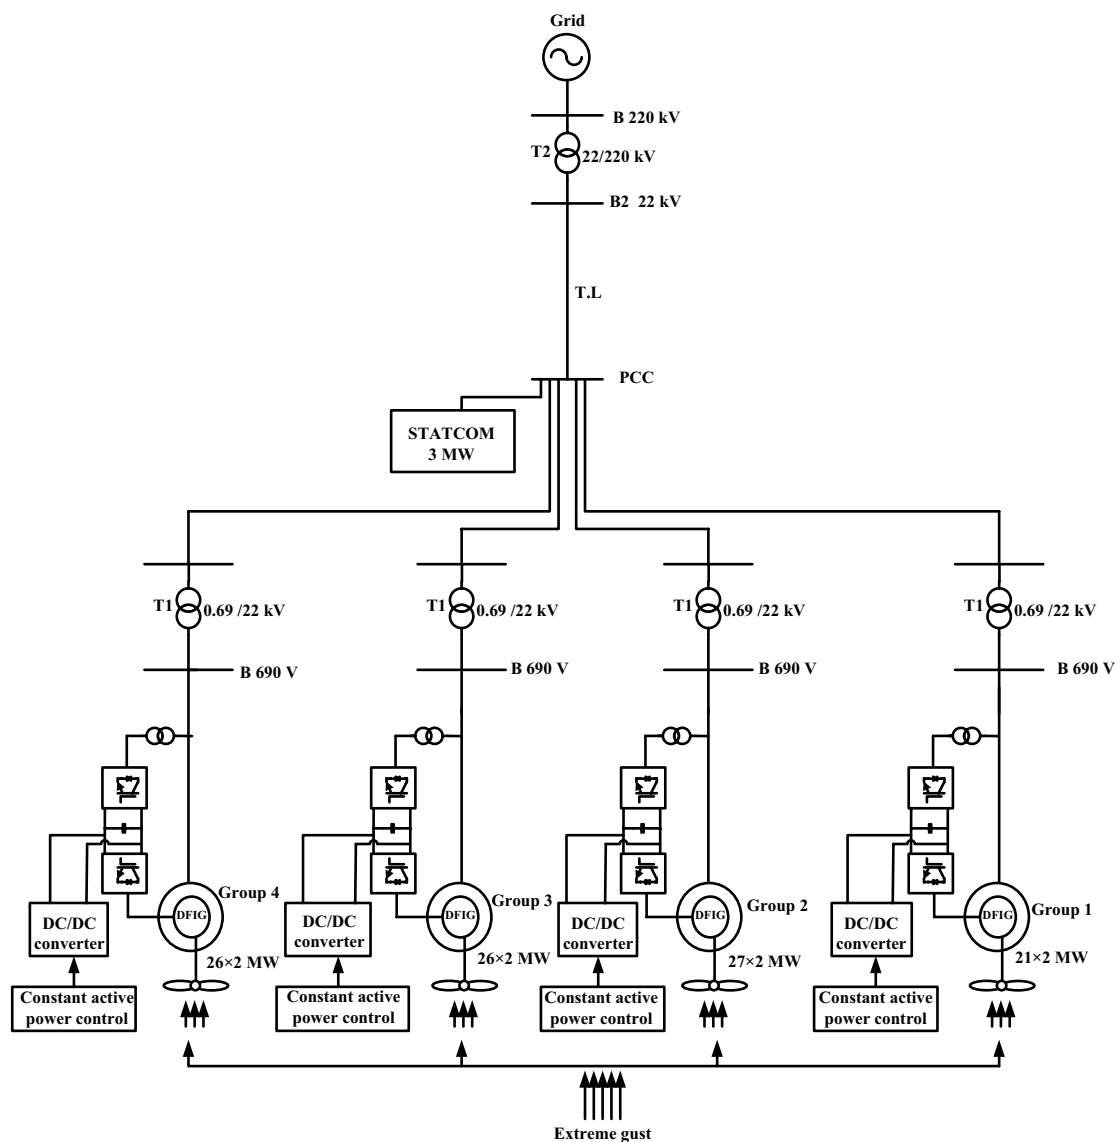 Grid
B 220 kV
T2
22/220 kV
B2 22 kV
T.L
PCC
STATCOM
3 MW
T1
0.69 /22 kV
T1
0.69 /22 kV
T1
0.69 /22 kV
T1
0.69 /22 kV
B 690 V
B 690 V
B 690 V
B 690 V
Group 4
DFIG
DC/DC
converter
26×2 MW
Constant active
power control
Group 3
DFIG
DC/DC
converter
26×2 MW
Constant active
power control
Group 2
DFIG
DC/DC
converter
27×2 MW
Constant active
power control
Group 1
DFIG
DC/DC
converter
21×2 MW
Constant active
power control
Extreme gust